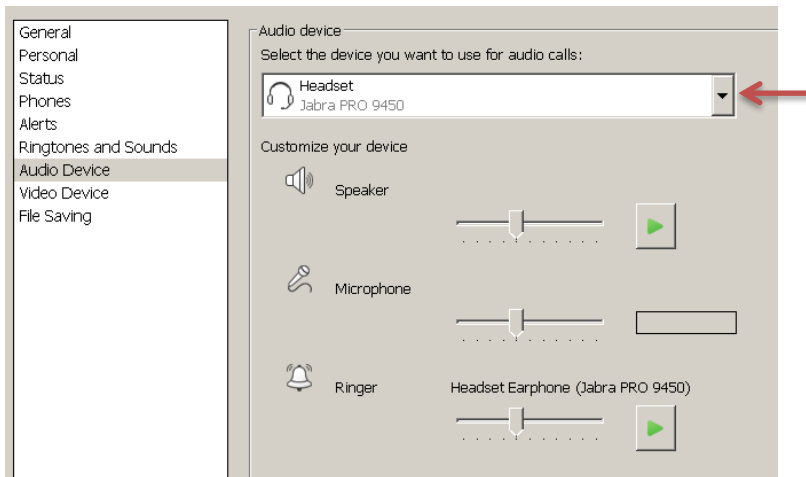 General
Personal
Status
Phones
Alerts
Ringtones and Sounds
Audio Device
Video Device
File Saving
Audio device
Select the device you want to use for audio calls:
Headset
Jabra PRO 9450
Customize your device
Speaker
Microphone
Ringer
Headset Earphone (Jabra PRO 9450)